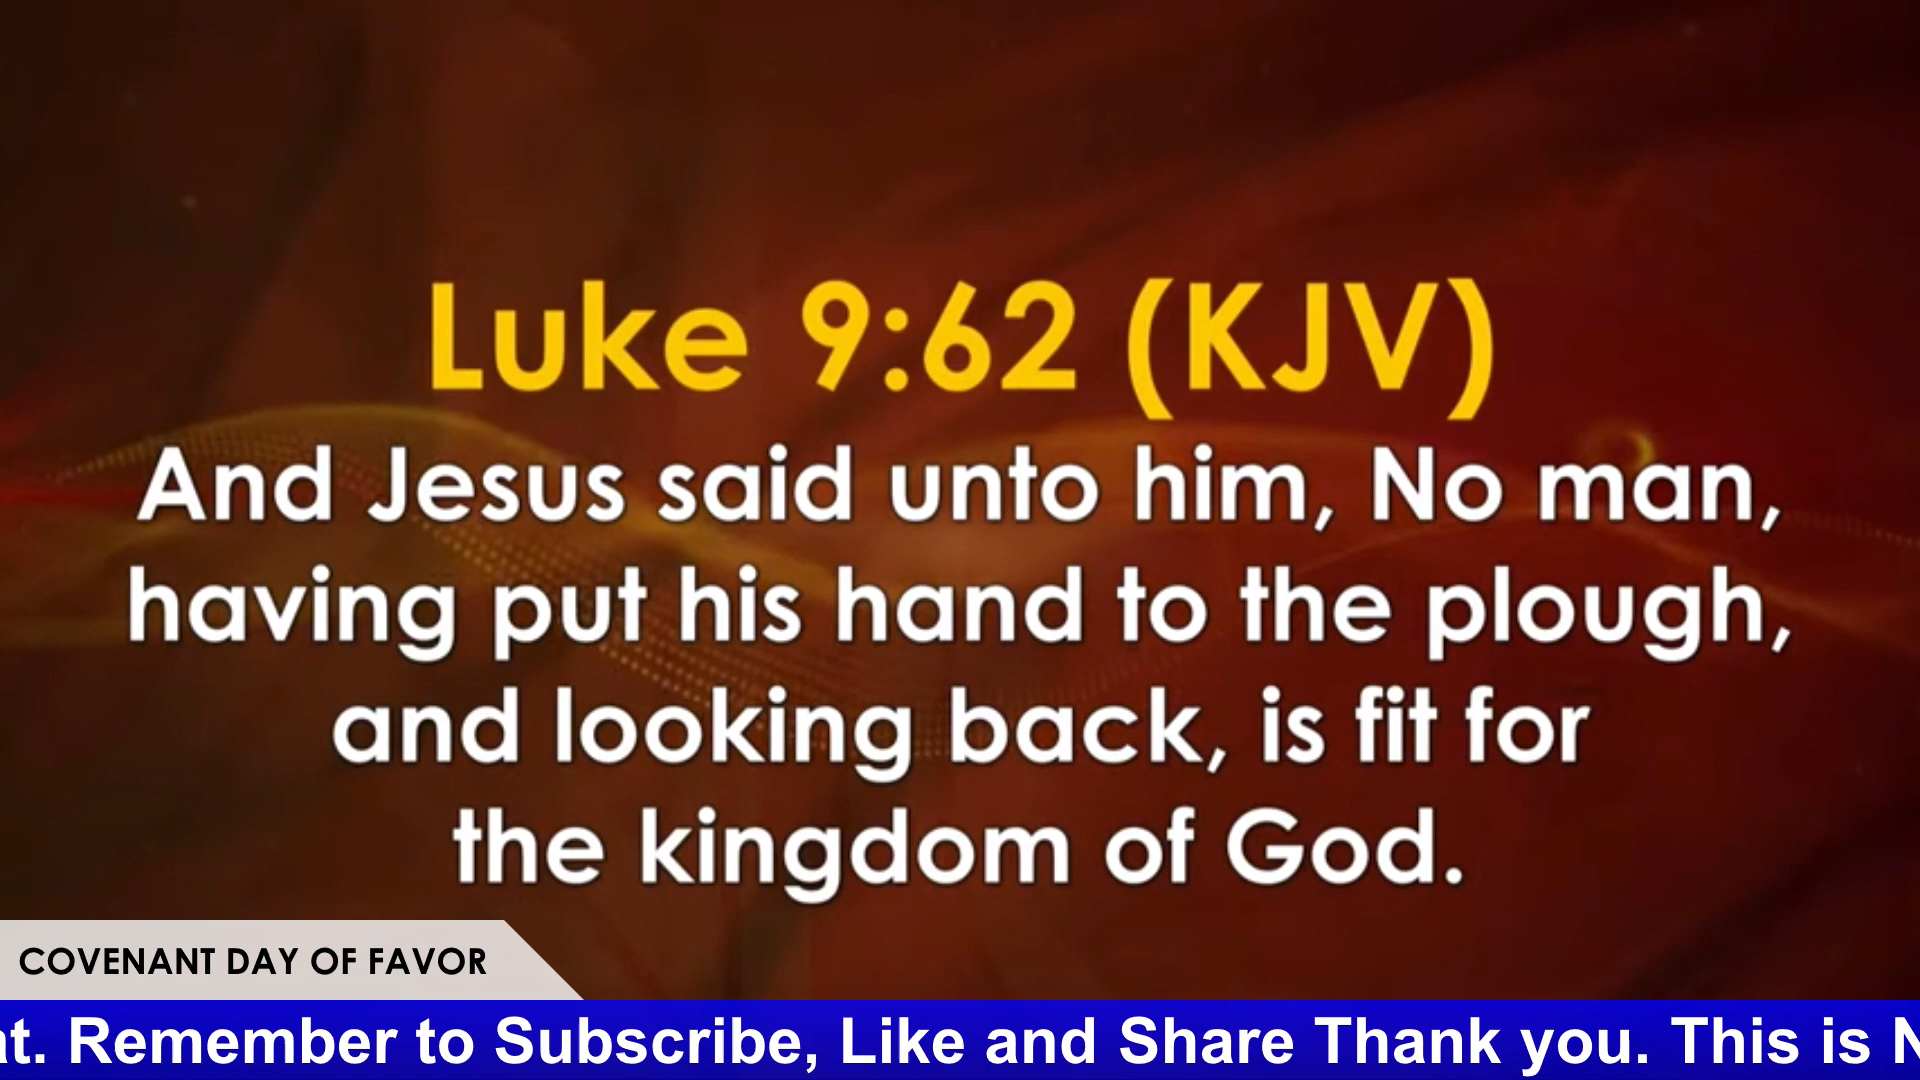 Luke 9:62 (KJV)
And Jesus said unto him, No man,
having put his hand to the plough,
and looking back, is fit for
the kingdom of God.
COVENANT DAY OF FAVOR
Remember to Subscribe, Like and Share Thank you. This is